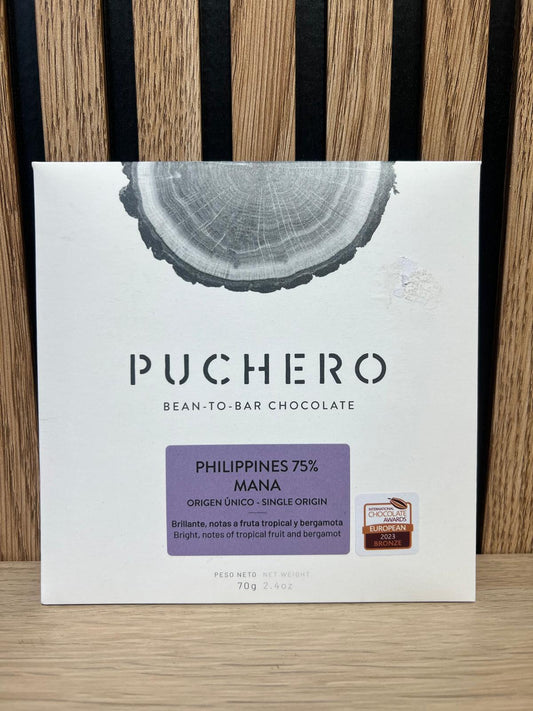 PUCHERO
BEAN-TO-BAR CHOCOLATE
PHILIPPINES 75%
MANA
ORIGEN ÚNICO - SINGLE ORIGIN
Brillante, notas a fruta tropical y bergamota
Bright, notes of tropical fruit and bergamot
INTERNATIONAL
CHOCOLATE
AWARDS
EUROPEAN
2023
BRONZE
PESO NETO NET WEIGHT
70g 2.4oz